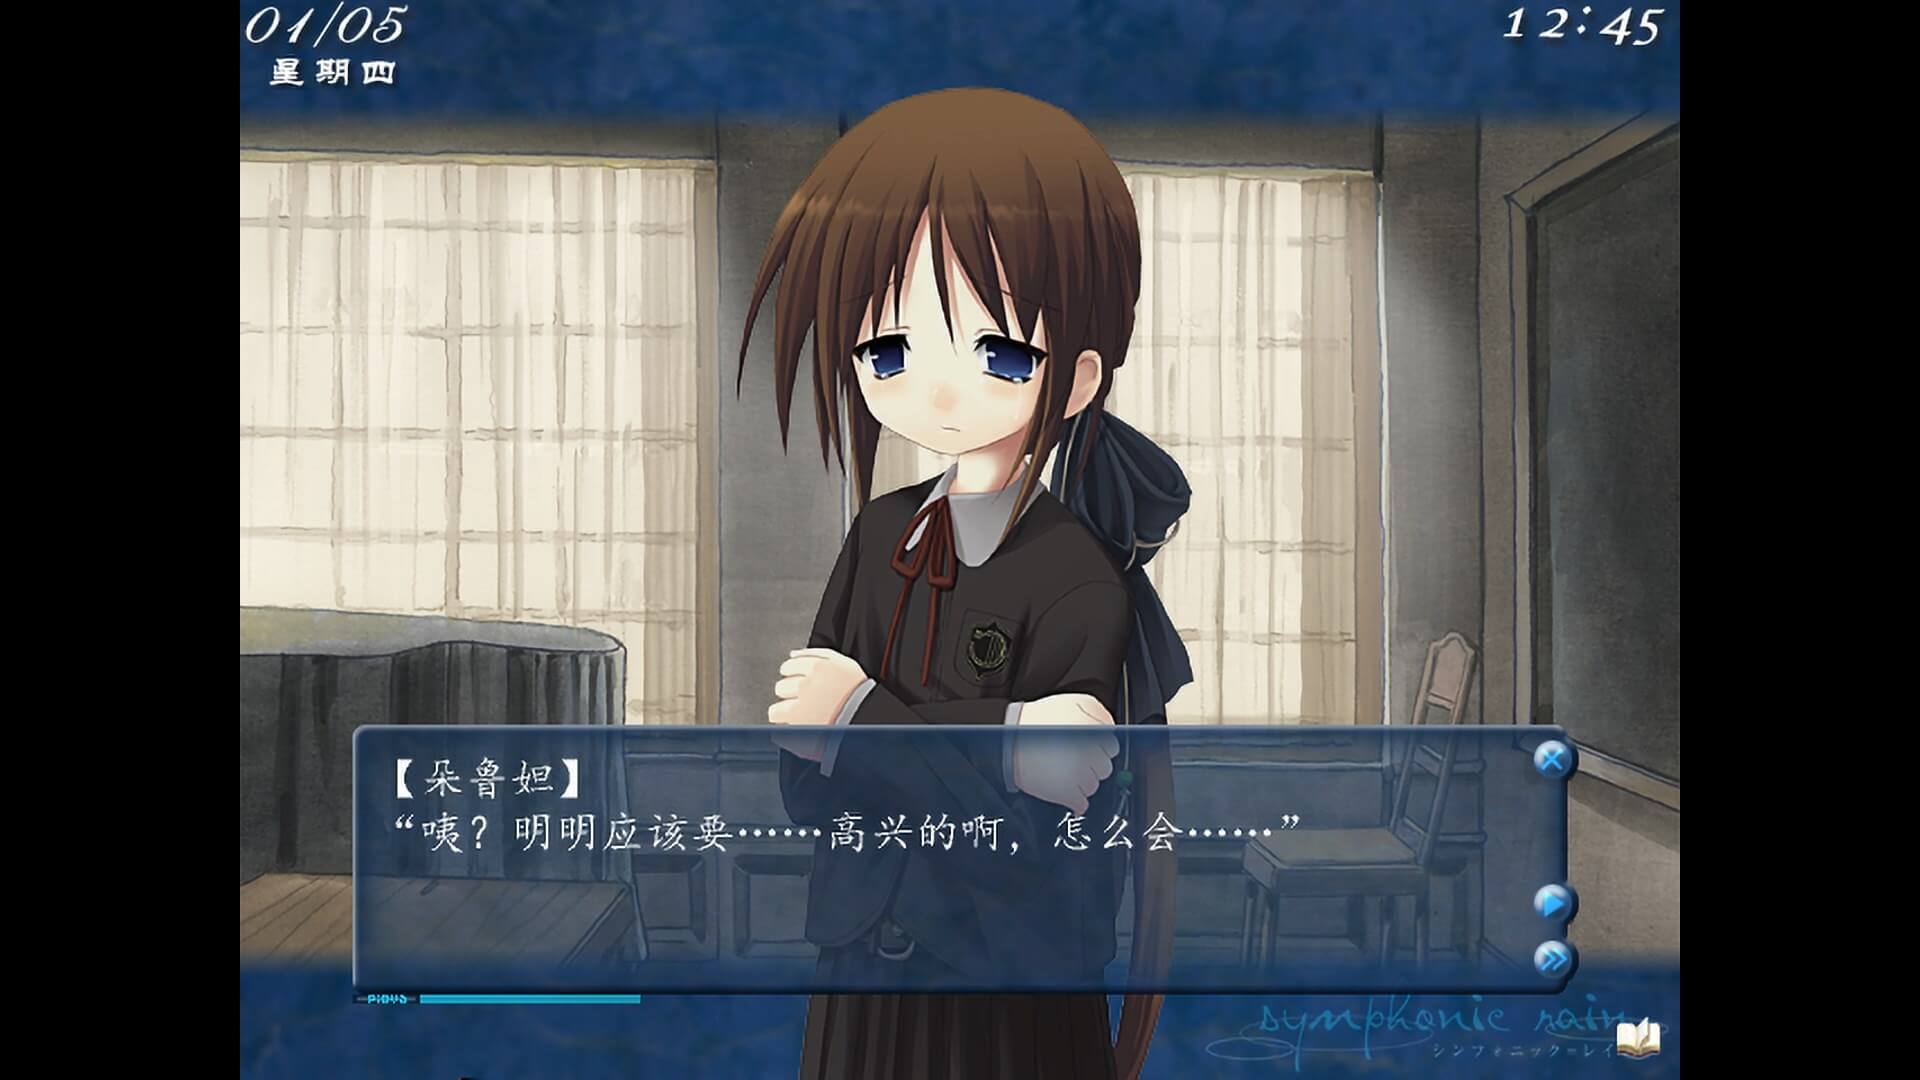 01/05
12:45
星期四
【朵鲁妲】
“咦？明明应该要……高兴的啊，怎么会……”
PIOVA
symphonic rain
シンフォニック=レイ